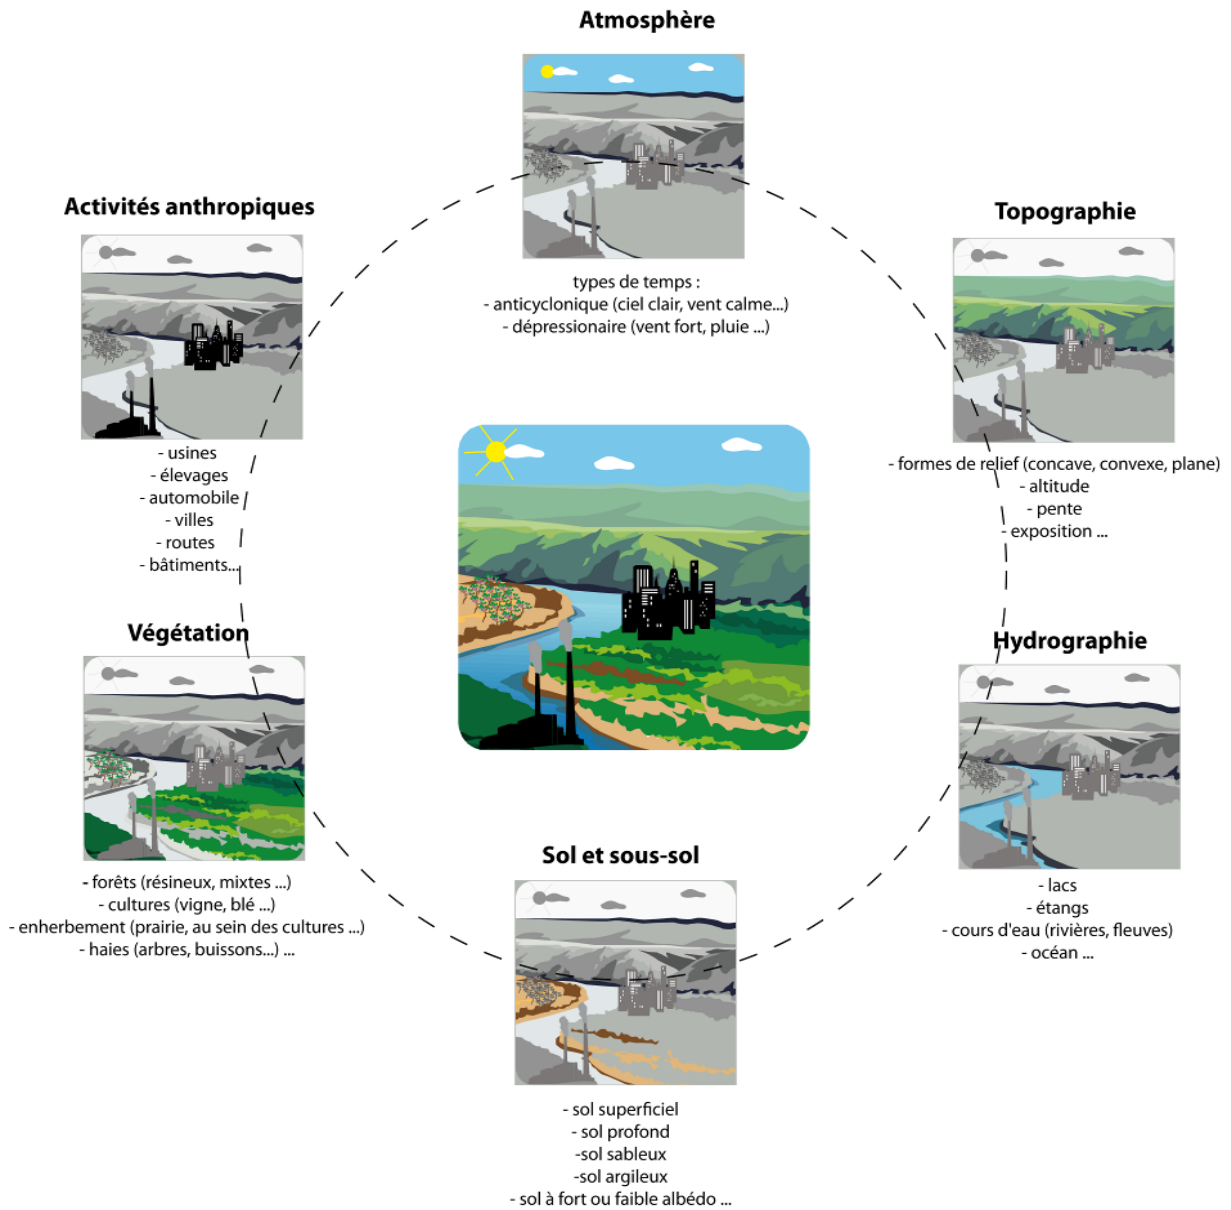 Atmosphère
types de temps :
- anticyclonique (ciel clair, vent calme...)
- dépressionaire (vent fort, pluie ...)
Activités anthropiques
- usines
- élevages
- automobile
- villes
- routes
- bâtiments...
Topographie
- formes de relief (concave, convexe, plane)
- altitude
- pente
- exposition ...
Végétation
- forêts (résineux, mixtes ...)
- cultures (vigne, blé ...)
- enherbement (prairie, au sein des cultures ...)
- haies (arbres, buissons...) ...
Hydrographie
- lacs
- étangs
- cours d'eau (rivières, fleuves)
- océan ...
Sol et sous-sol
- sol superficiel
- sol profond
-sol sableux
-sol argileux
- sol à fort ou faible albédo ...